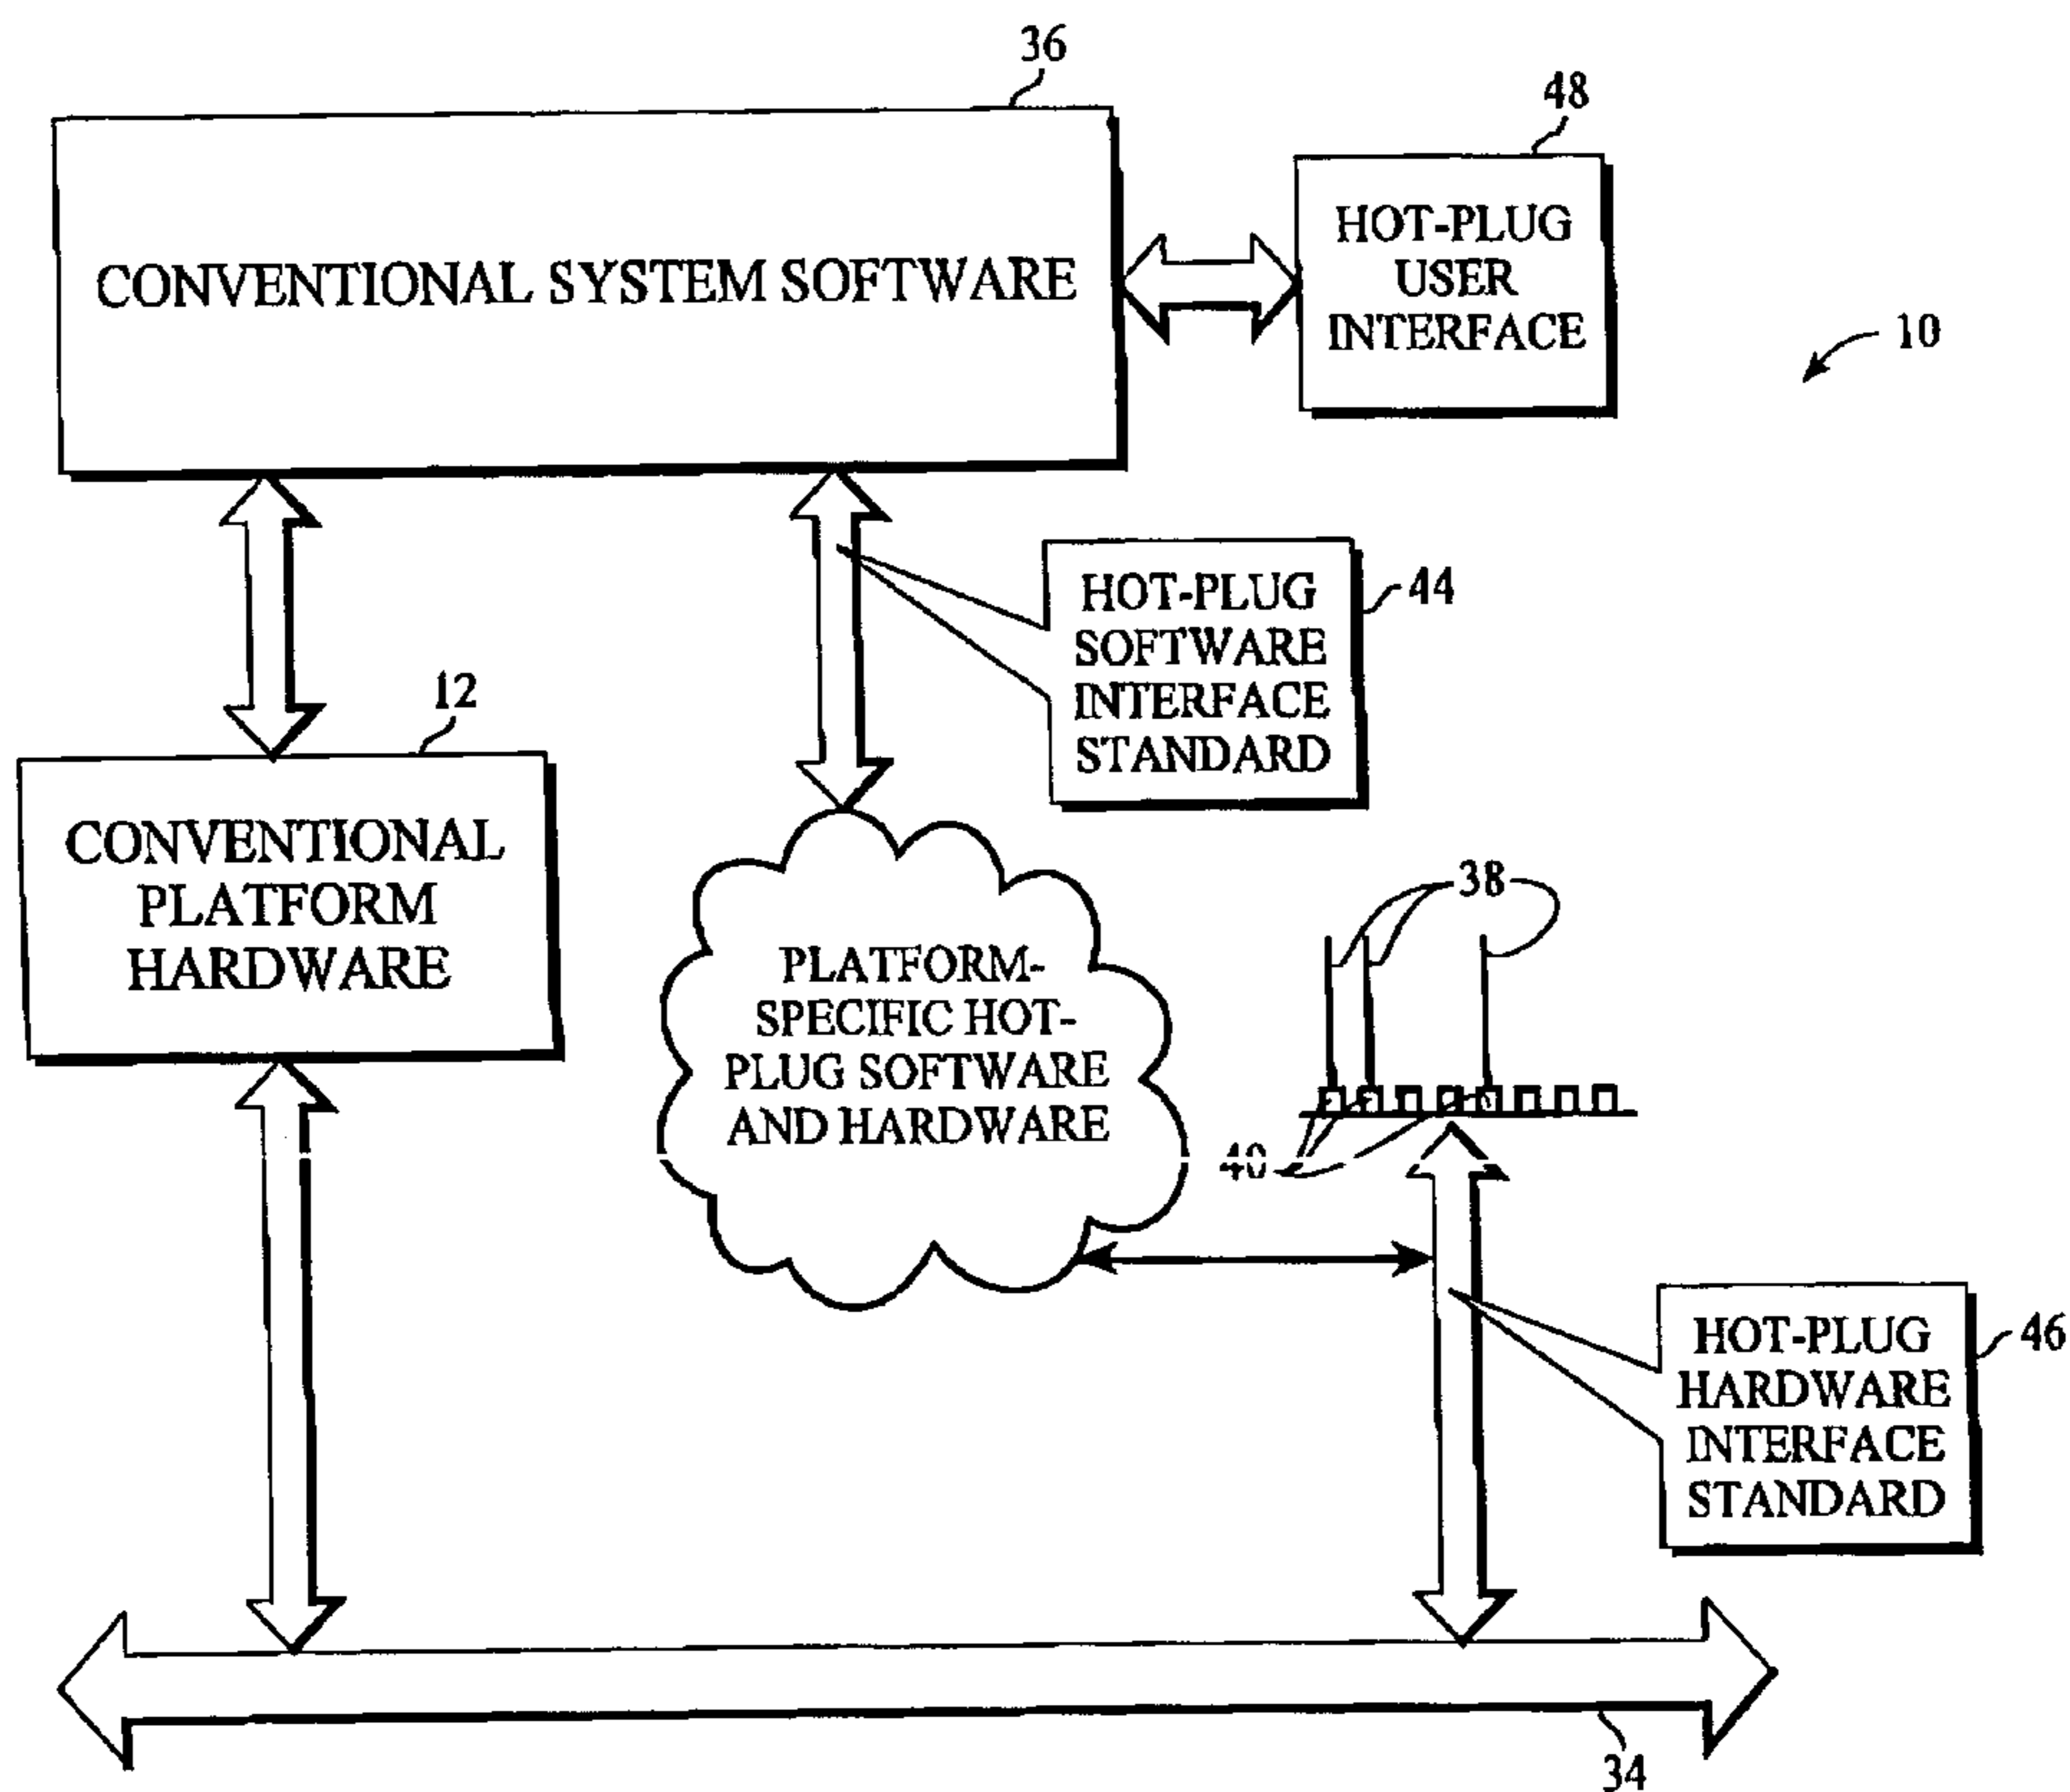 36
48
CONVENTIONAL SYSTEM SOFTWARE
HOT-PLUG
USER
INTERFACE
10
HOT-PLUG
SOFTWARE
INTERFACE
STANDARD
44
12
CONVENTIONAL
PLATFORM
HARDWARE
38
PLATFORM-
SPECIFIC HOT-
PLUG SOFTWARE
AND HARDWARE
40
HOT-PLUG
HARDWARE
INTERFACE
STANDARD
46
34